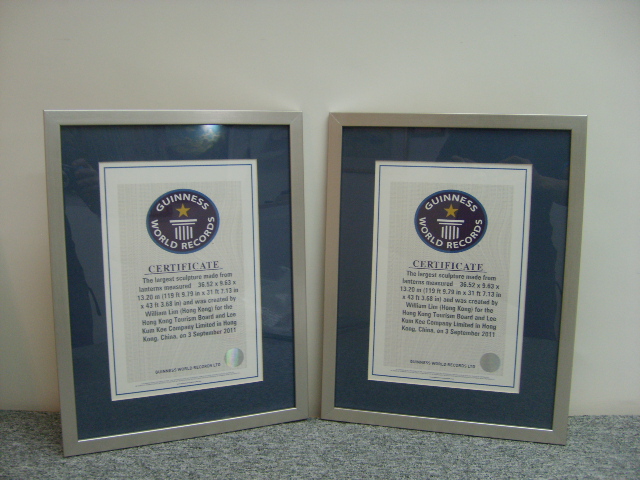 GUINNESS
WORLD RECORDS
CERTIFICATE
The largest sculpture made from
lanterns measured 36.52 x 9.63 x
13.20 m (119 ft 9.79 in x 31 ft 7.13 in
x 43 ft 3.68 in) and was created by
William Lim (Hong Kong) for the
Hong Kong Tourism Board and Lee
Kum Kee Company Limited in Hong
Kong, China, on 3 September 2011
GUINNESS WORLD RECORDS LTD
GUINNESS
WORLD RECORDS
CERTIFICATE
The largest sculpture made from
lanterns measured 36.52 x 9.63 x
13.20 m (119 ft 9.79 in x 31 ft 7.13 in
x 43 ft 3.68 in) and was created by
William Lim (Hong Kong) for the
Hong Kong Tourism Board and Lee
Kum Kee Company Limited in Hong
Kong, China, on 3 September 2011
GUINNESS WORLD RECORDS LTD